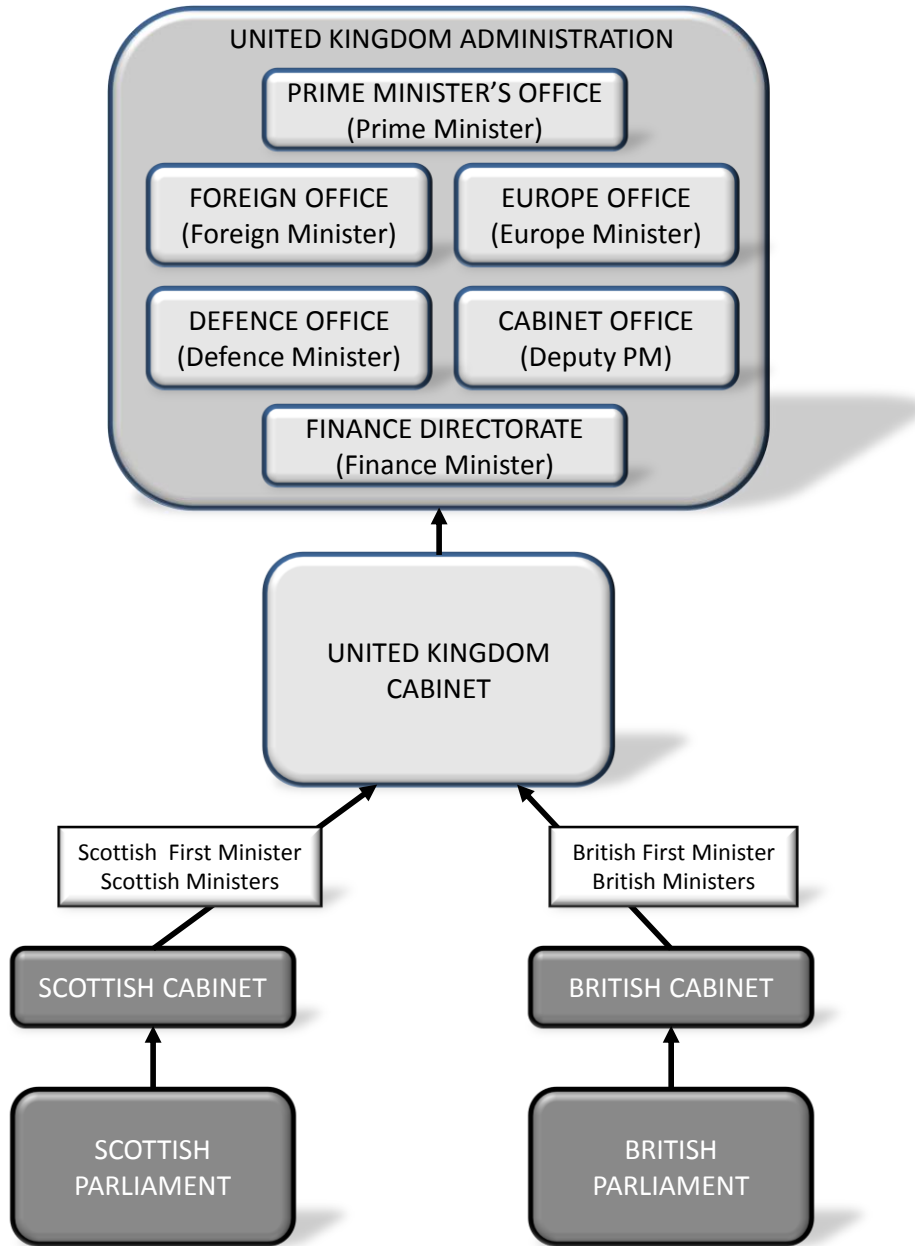 UNITED KINGDOM ADMINISTRATION
PRIME MINISTER’S OFFICE
(Prime Minister)
FOREIGN OFFICE
(Foreign Minister)
EUROPE OFFICE
(Europe Minister)
DEFENCE OFFICE
(Defence Minister)
CABINET OFFICE
(Deputy PM)
FINANCE DIRECTORATE
(Finance Minister)
UNITED KINGDOM
CABINET
Scottish First Minister
Scottish Ministers
British First Minister
British Ministers
SCOTTISH CABINET
BRITISH CABINET
SCOTTISH
PARLIAMENT
BRITISH
PARLIAMENT